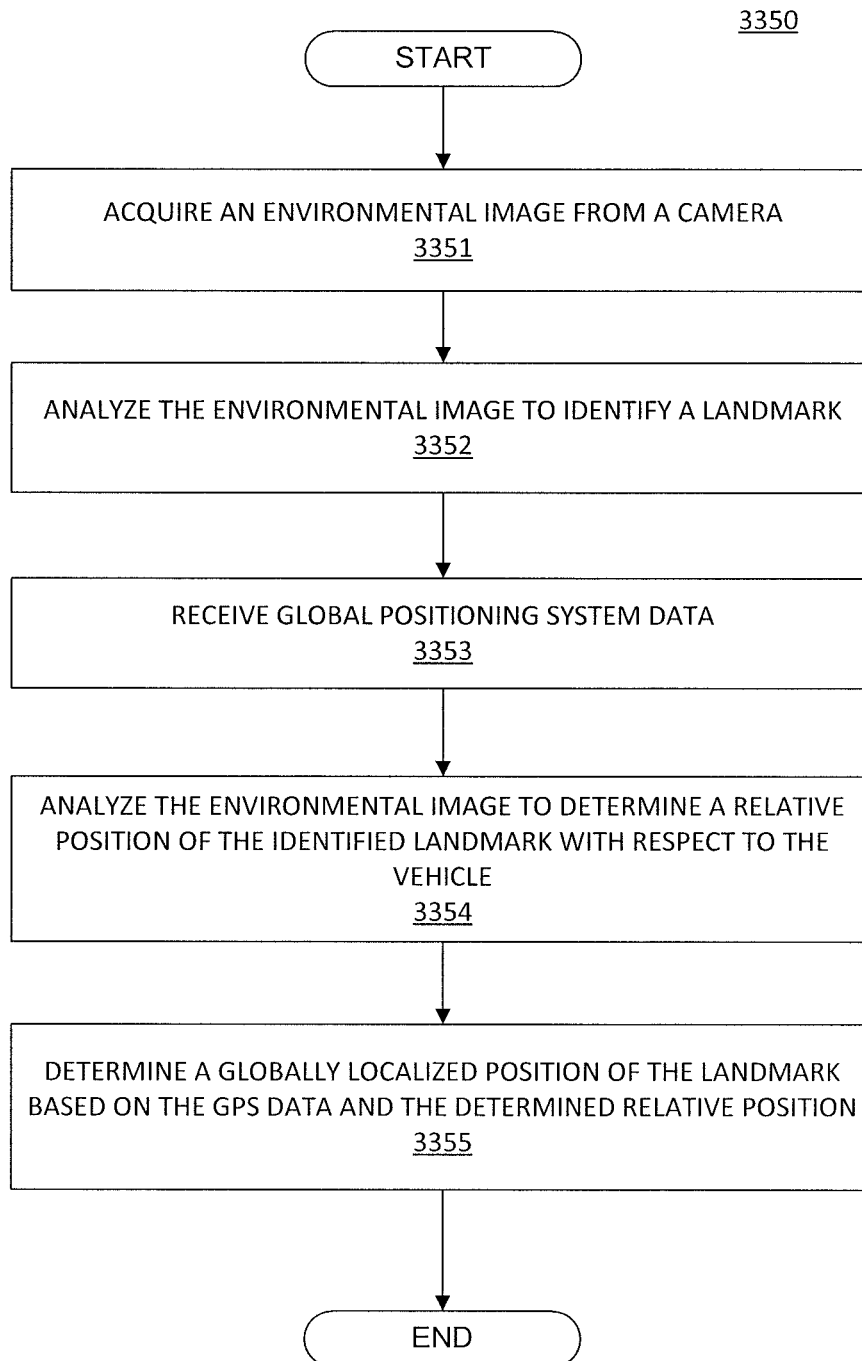 3350
START
ACQUIRE AN ENVIRONMENTAL IMAGE FROM A CAMERA
3351
ANALYZE THE ENVIRONMENTAL IMAGE TO IDENTIFY A LANDMARK
3352
RECEIVE GLOBAL POSITIONING SYSTEM DATA
3353
ANALYZE THE ENVIRONMENTAL IMAGE TO DETERMINE A RELATIVE
POSITION OF THE IDENTIFIED LANDMARK WITH RESPECT TO THE
VEHICLE
3354
DETERMINE A GLOBALLY LOCALIZED POSITION OF THE LANDMARK
BASED ON THE GPS DATA AND THE DETERMINED RELATIVE POSITION
3355
END